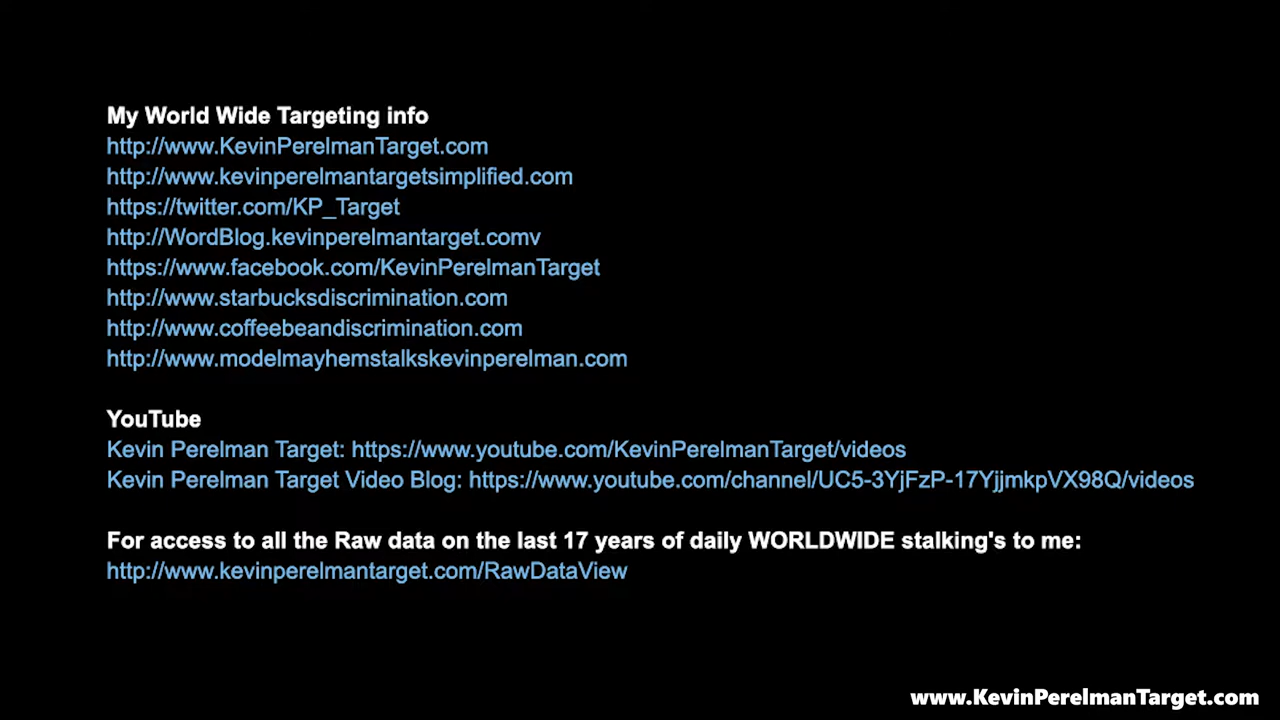 My World Wide Targeting info
http://www.KevinPerelmanTarget.com
http://www.kevinperelmantargetsimplified.com
https://twitter.com/KP_Target
http://WordBlog.kevinperelmantarget.comv
https://www.facebook.com/KevinPerelmanTarget
http://www.starbucksdiscrimination.com
http://www.coffeebeandiscrimination.com
http://www.modelmayhemstalkskevinperelman.com
YouTube
Kevin Perelman Target: https://www.youtube.com/KevinPerelmanTarget/videos
Kevin Perelman Target Video Blog: https://www.youtube.com/channel/UC5-3YjFzP-17YjjmkpVX98Q/videos
For access to all the Raw data on the last 17 years of daily WORLDWIDE stalking's to me:
http://www.kevinperelmantarget.com/RawDataView
www.KevinPerelmanTarget.com